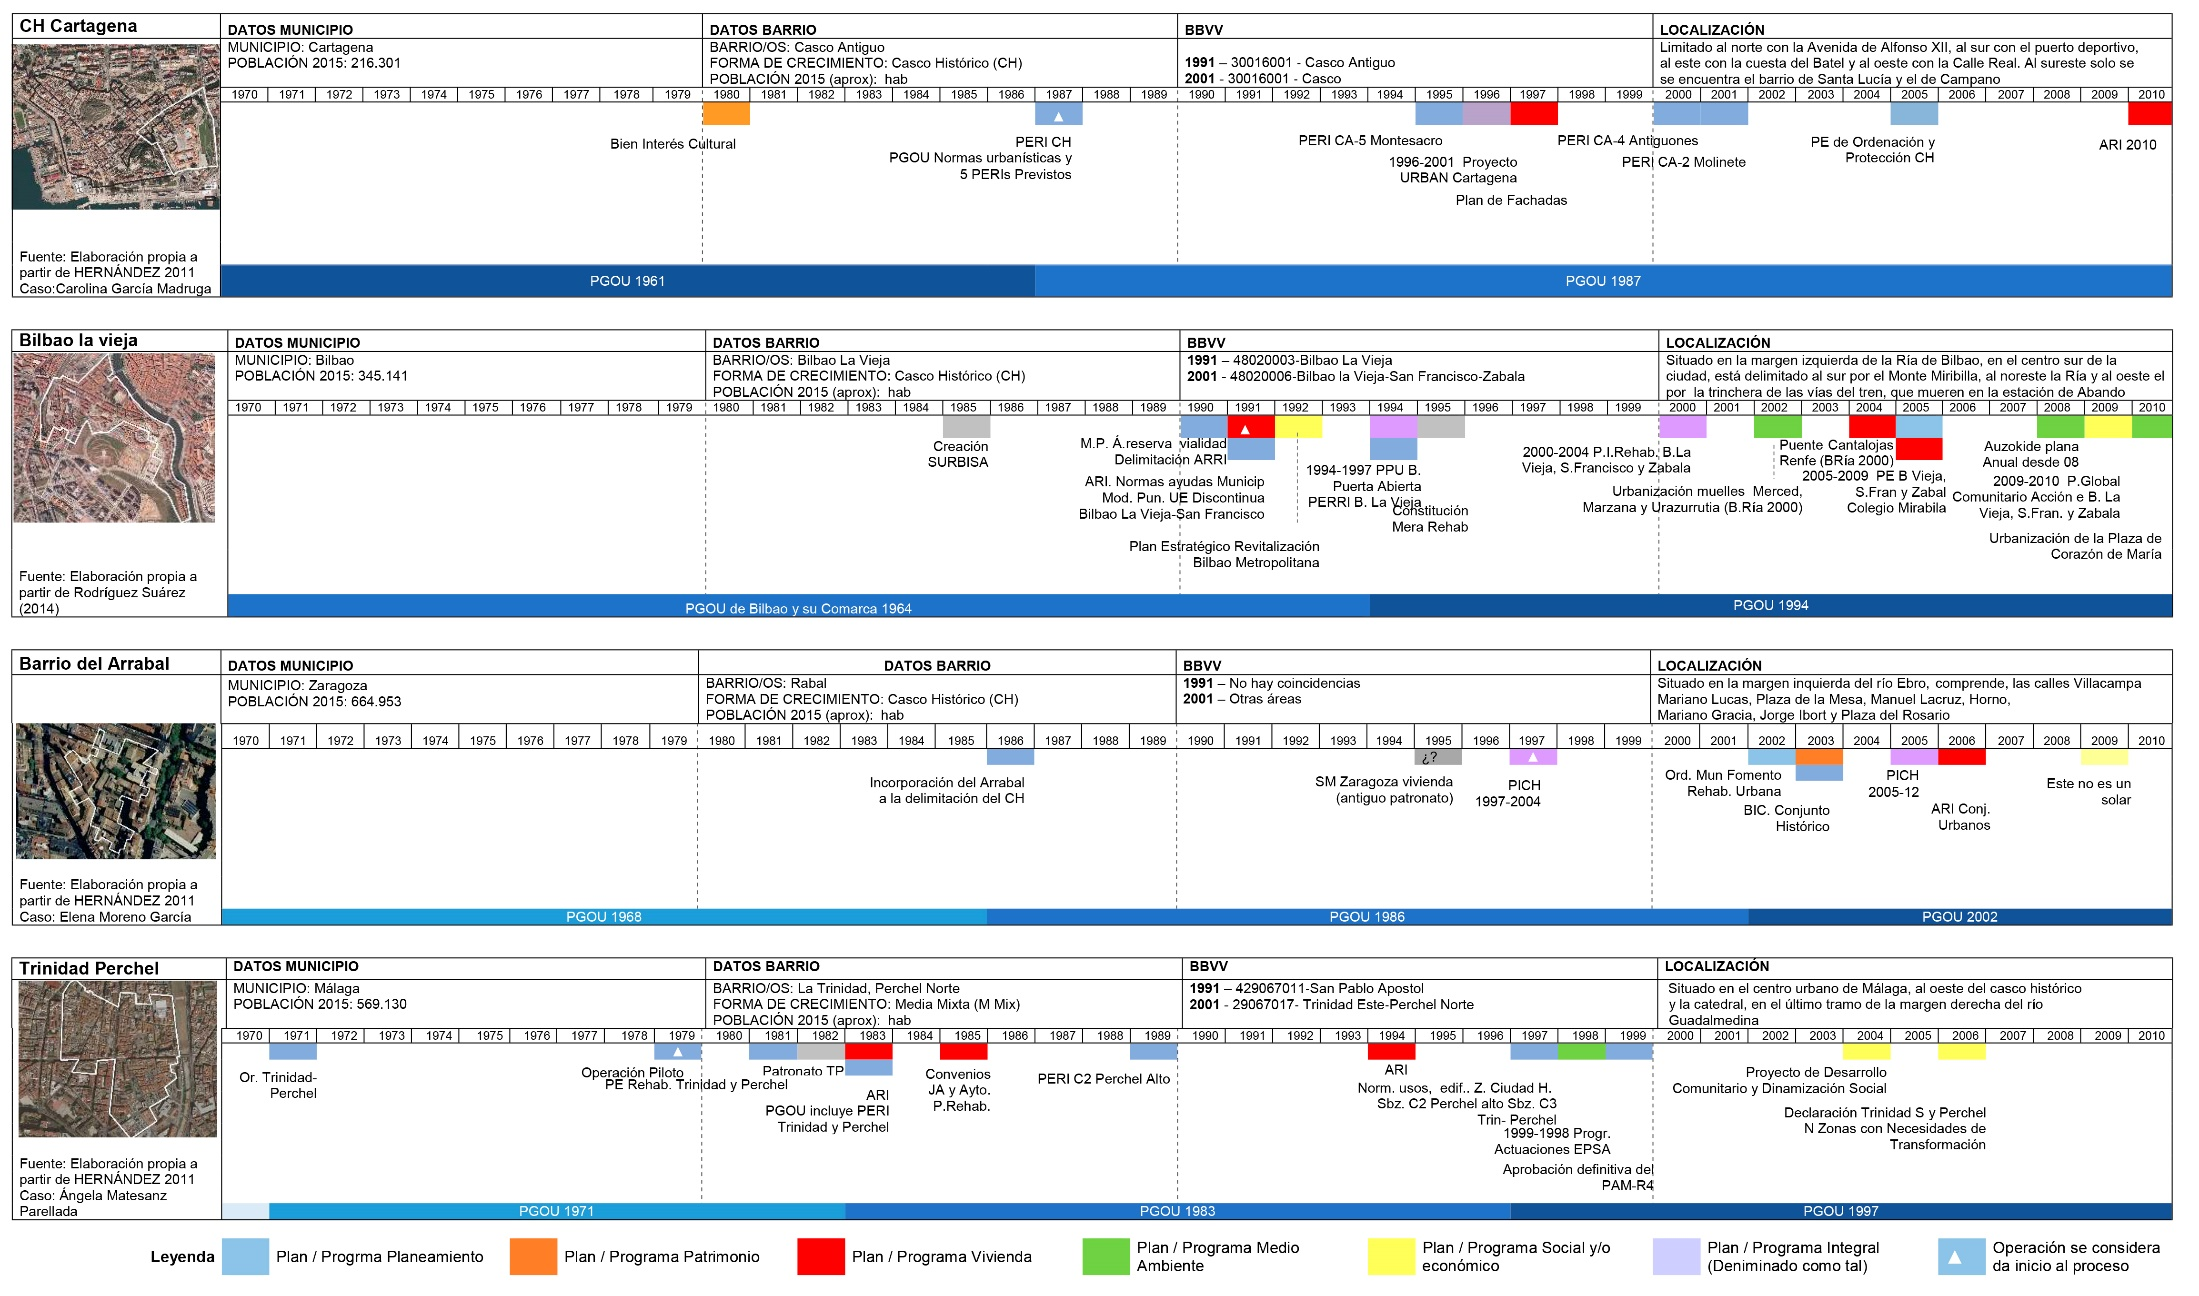 CH Cartagena
DATOS MUNICIPIO
DATOS BARRIO
BBVV
LOCALIZACIÓN
MUNICIPIO: Cartagena
POBLACIÓN 2015: 216.301
BARRIO/OS: Casco Antiguo
FORMA DE CRECIMIENTO: Casco Histórico (CH)
POBLACIÓN 2015 (aprox): hab
1991 – 30016001 - Casco Antiguo
2001 - 30016001 - Casco
Limitado al norte con la Avenida de Alfonso XII, al sur con el puerto deportivo,
al este con la cuesta del Batel y al oeste con la Calle Real. Al sureste solo se
se encuentra el barrio de Santa Lucía y el de Campano
1970 1971 1972 1973 1974 1975 1976 1977 1978 1979 1980 1981 1982 1983 1984 1985 1986 1987 1988 1989 1990 1991 1992 1993 1994 1995 1996 1997 1998 1999 2000 2001 2002 2003 2004 2005 2006 2007 2008 2009 2010
Bien Interés Cultural
PERI CH
PGOU Normas urbanísticas y
5 PERIs Previstos
PERI CA-5 Montesacro
1996-2001 Proyecto
URBAN Cartagena
Plan de Fachadas
PERI CA-4 Antiguones
PERI CA-2 Molinete
PE de Ordenación y
Protección CH
ARI 2010
Fuente: Elaboración propia a
partir de HERNÁNDEZ 2011
Caso:Carolina García Madruga
PGOU 1961
PGOU 1987
Bilbao la vieja
DATOS MUNICIPIO
DATOS BARRIO
BBVV
LOCALIZACIÓN
MUNICIPIO: Bilbao
POBLACIÓN 2015: 345.141
BARRIO/OS: Bilbao La Vieja
FORMA DE CRECIMIENTO: Casco Histórico (CH)
POBLACIÓN 2015 (aprox): hab
1991 – 48020003-Bilbao La Vieja
2001 - 48020006-Bilbao la Vieja-San Francisco-Zabala
Situado en la margen izquierda de la Ría de Bilbao, en el centro sur de la
ciudad, está delimitado al sur por el Monte Miribilla, al noreste la Ría y al oeste el
por la trinchera de las vías del tren, que mueren en la estación de Abando
1970 1971 1972 1973 1974 1975 1976 1977 1978 1979 1980 1981 1982 1983 1984 1985 1986 1987 1988 1989 1990 1991 1992 1993 1994 1995 1996 1997 1998 1999 2000 2001 2002 2003 2004 2005 2006 2007 2008 2009 2010
Creación
SURBISA
M.P. Á.reserva vialidad
Delimitación ARRI
ARI. Normas ayudas Municip
Mod. Pun. UE Discontinua
Bilbao La Vieja-San Francisco
Plan Estratégico Revitalización
Bilbao Metropolitana
1994-1997 PPU B.
Puerta Abierta
PERRI B. La Vieja
Constitución
Mera Rehab
2000-2004 P.I.Rehab. B.La
Vieja, S.Francisco y Zabala
Urbanización muelles Merced,
Marzana y Urazurrutia (B.Ría 2000)
Puente Cantalojas
Renfe (BRía 2000)
2005-2009 PE B Vieja,
S.Fran y Zabal
Colegio Mirabila
Auzokide plana
Anual desde 08
2009-2010 P.Global
Comunitario Acción e B. La
Vieja, S.Fran. y Zabala
Urbanización de la Plaza de
Corazón de María
Fuente: Elaboración propia a
partir de Rodríguez Suárez
(2014)
PGOU de Bilbao y su Comarca 1964
PGOU 1994
Barrio del Arrabal
DATOS MUNICIPIO
DATOS BARRIO
BBVV
LOCALIZACIÓN
MUNICIPIO: Zaragoza
POBLACIÓN 2015: 664.953
BARRIO/OS: Rabal
FORMA DE CRECIMIENTO: Casco Histórico (CH)
POBLACIÓN 2015 (aprox): hab
1991 – No hay coincidencias
2001 – Otras áreas
Situado en la margen inquierda del río Ebro, comprende, las calles Villacampa
Mariano Lucas, Plaza de la Mesa, Manuel Lacruz, Horno,
Mariano Gracia, Jorge Ibort y Plaza del Rosario
1970 1971 1972 1973 1974 1975 1976 1977 1978 1979 1980 1981 1982 1983 1984 1985 1986 1987 1988 1989 1990 1991 1992 1993 1994 1995 1996 1997 1998 1999 2000 2001 2002 2003 2004 2005 2006 2007 2008 2009 2010
¿?
Incorporación del Arrabal
a la delimitación del CH
SM Zaragoza vivienda
(antiguo patronato)
PICH
1997-2004
Ord. Mun Fomento
Rehab. Urbana
BIC. Conjunto
Histórico
PICH
2005-12
ARI Conj.
Urbanos
Este no es un
solar
Fuente: Elaboración propia a
partir de HERNÁNDEZ 2011
Caso: Elena Moreno García
PGOU 1968
PGOU 1986
PGOU 2002
Trinidad Perchel
DATOS MUNICIPIO
DATOS BARRIO
BBVV
LOCALIZACIÓN
MUNICIPIO: Málaga
POBLACIÓN 2015: 569.130
BARRIO/OS: La Trinidad, Perchel Norte
FORMA DE CRECIMIENTO: Media Mixta (M Mix)
POBLACIÓN 2015 (aprox): hab
1991 – 429067011-San Pablo Apostol
2001 - 29067017- Trinidad Este-Perchel Norte
Situado en el centro urbano de Málaga, al oeste del casco histórico
y la catedral, en el último tramo de la margen derecha del río
Guadalmedina
1970 1971 1972 1973 1974 1975 1976 1977 1978 1979 1980 1981 1982 1983 1984 1985 1986 1987 1988 1989 1990 1991 1992 1993 1994 1995 1996 1997 1998 1999 2000 2001 2002 2003 2004 2005 2006 2007 2008 2009 2010
Or. Trinidad-
Perchel
Operación Piloto
PE Rehab. Trinidad y Perchel
Patronato TP
ARI
PGOU incluye PERI
Trinidad y Perchel
Convenios
JA y Ayto.
P.Rehab.
PERI C2 Perchel Alto
ARI
Norm. usos, edif.. Z. Ciudad H.
Sbz. C2 Perchel alto Sbz. C3
Trin- Perchel
1999-1998 Progr.
Actuaciones EPSA
Aprobación definitiva del
PAM-R4
Proyecto de Desarrollo
Comunitario y Dinamización Social
Declaración Trinidad S y Perchel
N Zonas con Necesidades de
Transformación
Fuente: Elaboración propia a
partir de HERNÁNDEZ 2011
Caso: Ángela Matesanz
Parellada
PGOU 1971
PGOU 1983
PGOU 1997
Leyenda
Plan / Progrma Planeamiento
Plan / Programa Patrimonio
Plan / Programa Vivienda
Plan / Programa Medio
Ambiente
Plan / Programa Social y/o
económico
Plan / Programa Integral
(Deniminado como tal)
Operación se considera
da inicio al proceso